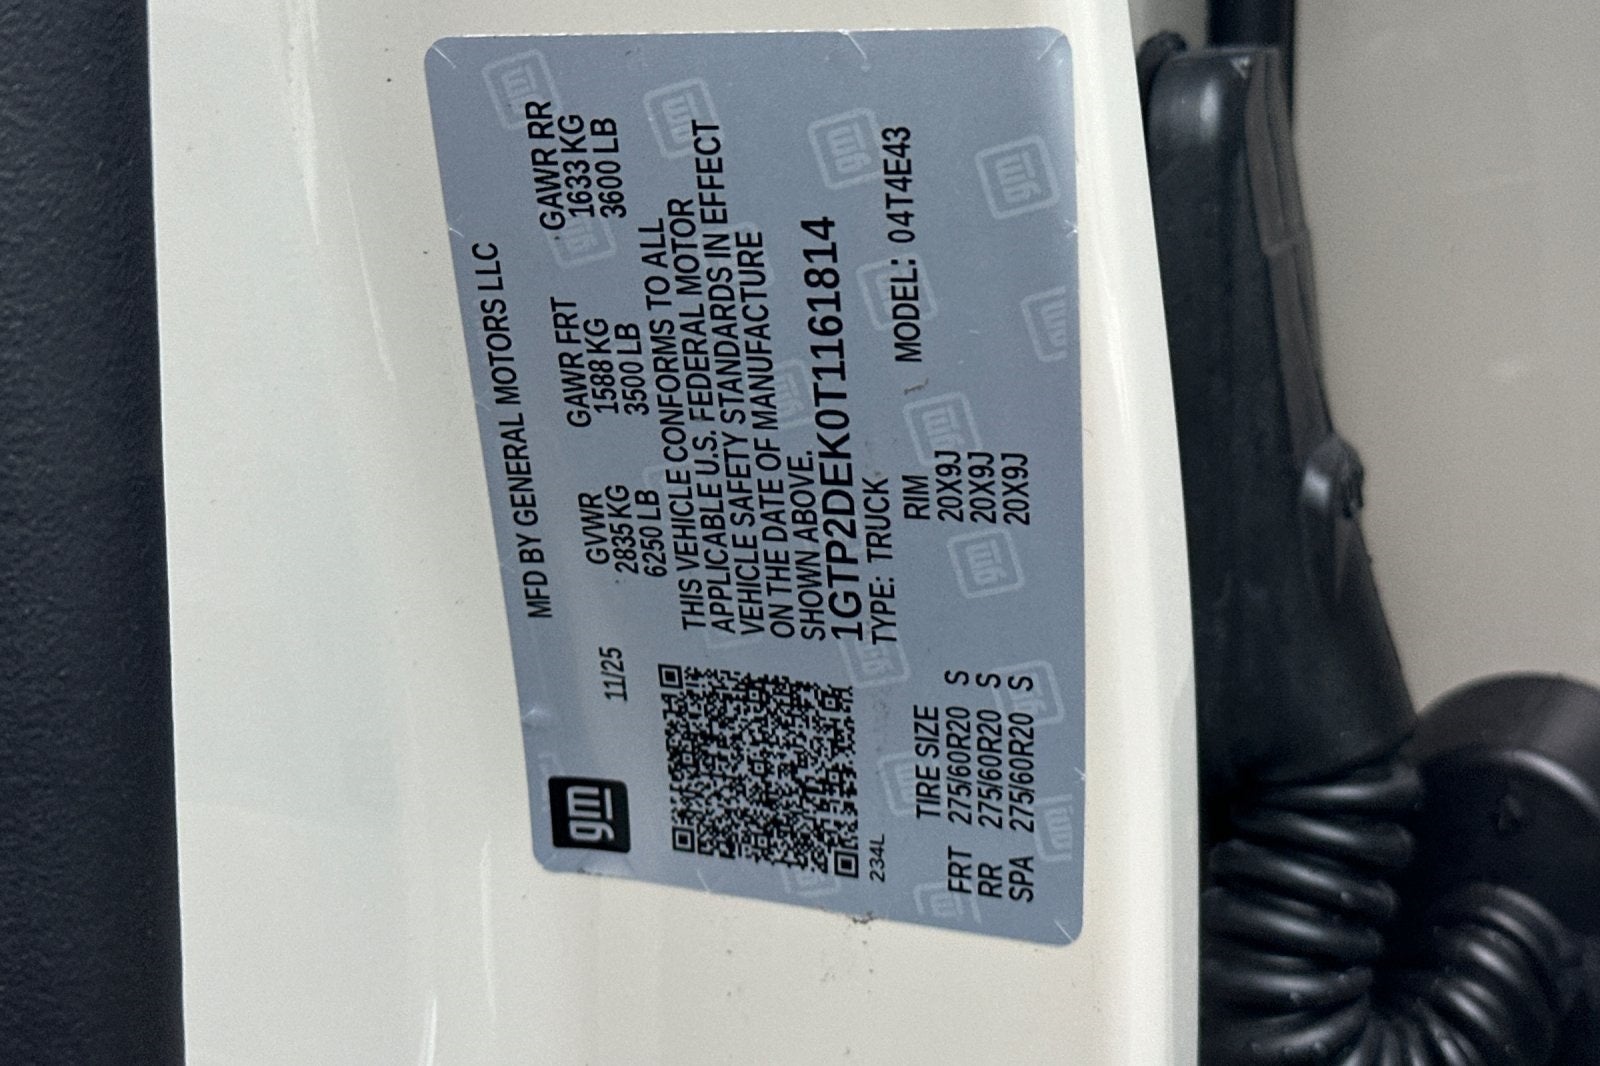 gm
MFD BY GENERAL MOTORS LLC
11/25
GVWR GAWR FRT GAWR RR
2835 KG 1588 KG 1633 KG
6250 LB 3500 LB 3600 LB
THIS VEHICLE CONFORMS TO ALL
APPLICABLE U.S. FEDERAL MOTOR
VEHICLE SAFETY STANDARDS IN EFFECT
ON THE DATE OF MANUFACTURE
SHOWN ABOVE.
1GTP2DEK0T1161814
TYPE: TRUCK MODEL: 04T4E43
234L
TIRE SIZE RIM
FRT 275/60R20 S 20X9J
RR 275/60R20 S 20X9J
SPA 275/60R20 S 20X9J